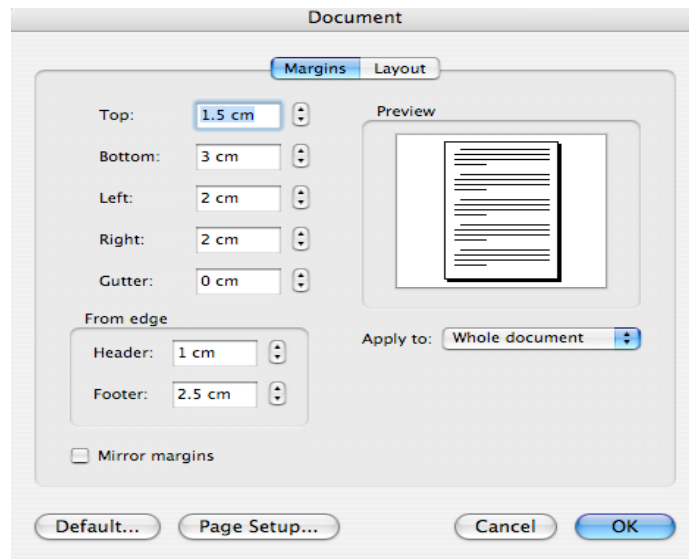 Document
Margins Layout
Top: 1.5 cm
Preview
Bottom: 3 cm
Left: 2 cm
Right: 2 cm
Gutter: 0 cm
From edge
Header: 1 cm
Apply to: Whole document
Footer: 2.5 cm
Mirror margins
Default... Page Setup... Cancel OK